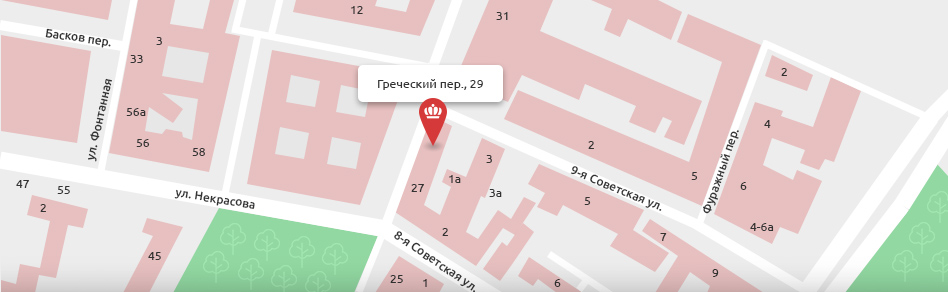 12
31
Басков пер.
3
33
2
Греческий пер., 29
ул. Фонтанная
56а
4
56
58
2
3
1а
5
9-я Советская ул.
Фуражный пер.
47
55
ул. Некрасова
27
3а
6
2
5
2
4-6а
7
8-я Советская ул.
45
25
1
6
9